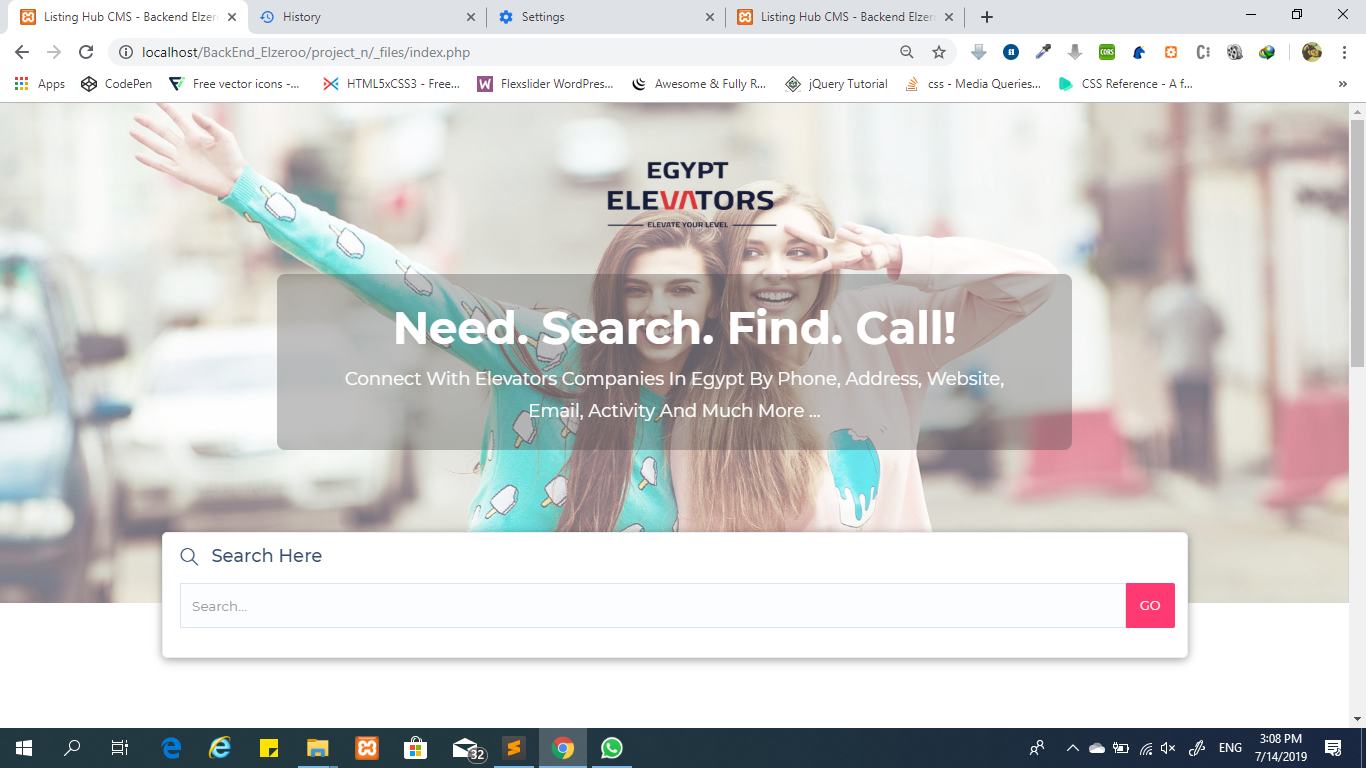 Listing Hub CMS - Backend Elzer
History
Settings
Listing Hub CMS - Backend Elzer
localhost/BackEnd_Elzeroo/project_n/_files/index.php
CORS
Apps
CodePen
Free vector icons -...
HTML5xCSS3 - Free...
W
Flexslider WordPres...
Awesome & Fully R...
jQuery Tutorial
css - Media Queries...
CSS Reference - A f...
EGYPT
ELEVATORS
ELEVATE YOUR LEVEL
Need. Search. Find. Call!
Connect With Elevators Companies In Egypt By Phone, Address, Website,
Email, Activity And Much More ...
Search Here
Search...
GO
32
ENG
3:08 PM
7/14/2019